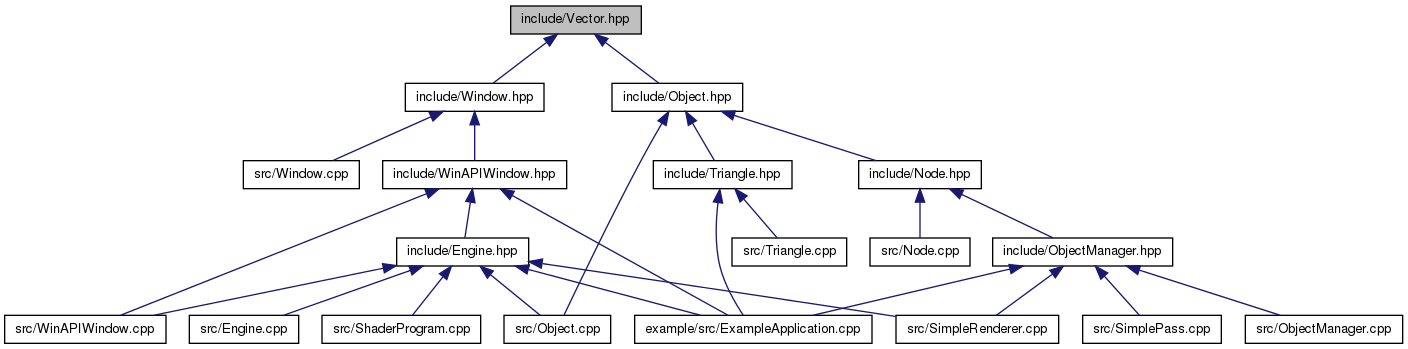 include/Vector.hpp
include/Window.hpp
include/Object.hpp
src/Window.cpp
include/WinAPIWindow.hpp
include/Triangle.hpp
include/Node.hpp
include/Engine.hpp
src/Triangle.cpp
src/Node.cpp
include/ObjectManager.hpp
src/WinAPIWindow.cpp
src/Engine.cpp
src/ShaderProgram.cpp
src/Object.cpp
example/src/ExampleApplication.cpp
src/SimpleRenderer.cpp
src/SimplePass.cpp
src/ObjectManager.cpp